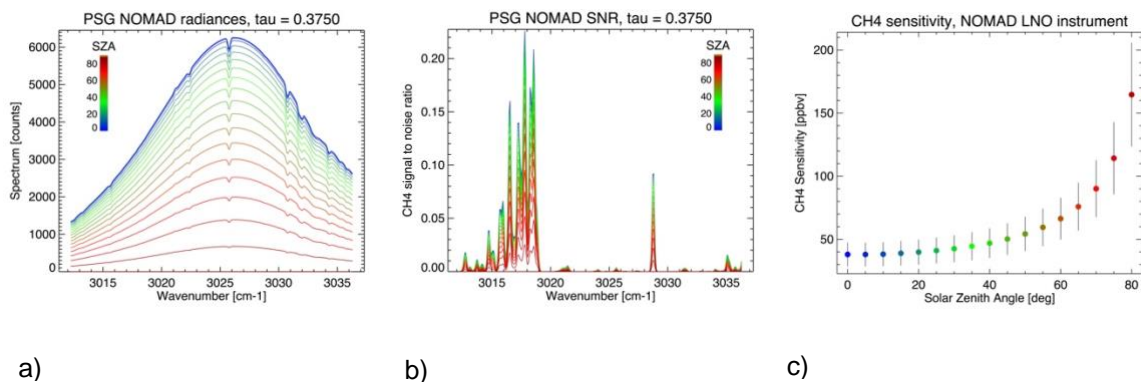 PSG NOMAD radiances, tau = 0.3750
6000
5000
4000
3000
2000
1000
0
Spectrum [counts]
SZA
80
60
40
20
0
3015 3020 3025 3030 3035
Wavenumber [cm-1]
a)
PSG NOMAD SNR, tau = 0.3750
0.20
0.15
0.10
0.05
0.00
CH4 signal to noise ratio
SZA
80
60
40
20
0
3015 3020 3025 3030 3035
Wavenumber [cm-1]
b)
CH4 sensitivity, NOMAD LNO instrument
200
150
100
50
CH4 Sensitivity [ppbv]
0 20 40 60 80
Solar Zenith Angle [deg]
c)